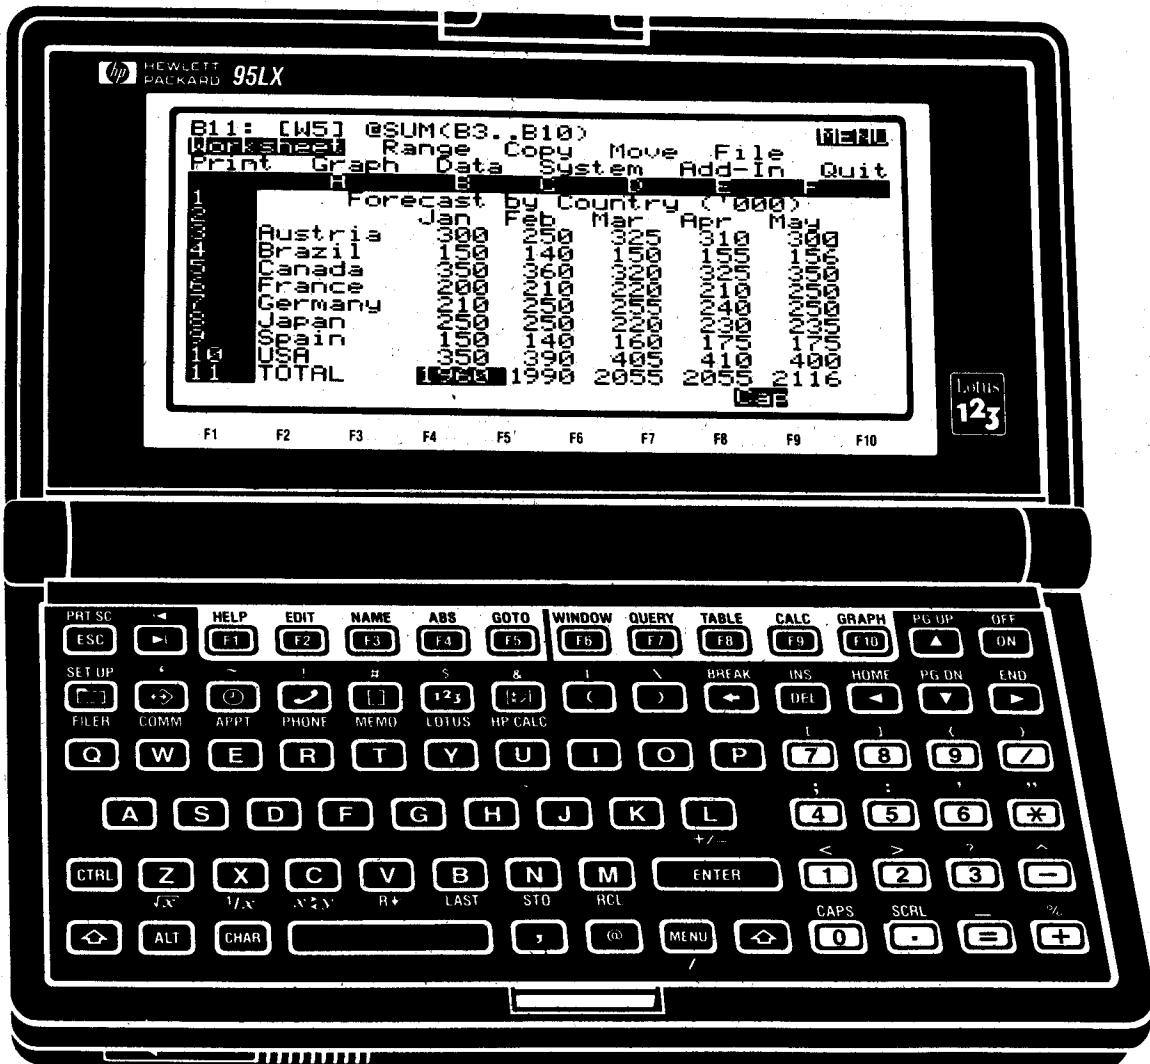 hp HEWLETT PACKARD 95LX
B11: [W5] @SUM(B3..B10) MENU
Worksheet Range Copy Move File
Print Graph Data System Add-In Quit
A B C D E F
1 Forecast by Country ('000)
2 Jan Feb Mar Apr May
3 Austria 300 250 325 310 300
4 Brazil 150 140 150 155 156
5 Canada 350 360 320 325 350
6 France 200 210 220 210 250
7 Germany 210 250 255 240 250
8 Japan 250 250 220 230 235
9 Spain 150 140 160 175 175
10 USA 350 390 405 410 400
11 TOTAL 1960 1990 2055 2055 2116
Cap
Lotus
123
F1 F2 F3 F4 F5 F6 F7 F8 F9 F10
PRT SC HELP EDIT NAME ABS GOTO WINDOW QUERY TABLE CALC GRAPH PG UP OFF
ESC F1 F2 F3 F4 F5 F6 F7 F8 F9 F10 ▲ ON
SET UP ‘ ~ ! # $ & | \ BREAK INS HOME PG DN END
123 ( ) ← DEL ◄ ▼ ►
FILER COMM APPT PHONE MEMO LOTUS HP CALC
[ ] { }
Q W E R T Y U I O P 7 8 9 /
; : ' "
A S D F G H J K L 4 5 6 *
+/−
< > ? ^
CTRL Z X C V B N M ENTER 1 2 3 −
√x 1/x x↕y R↓ LAST STO RCL
CAPS SCRL _ %
ALT CHAR , @ MENU 0 . = +
/